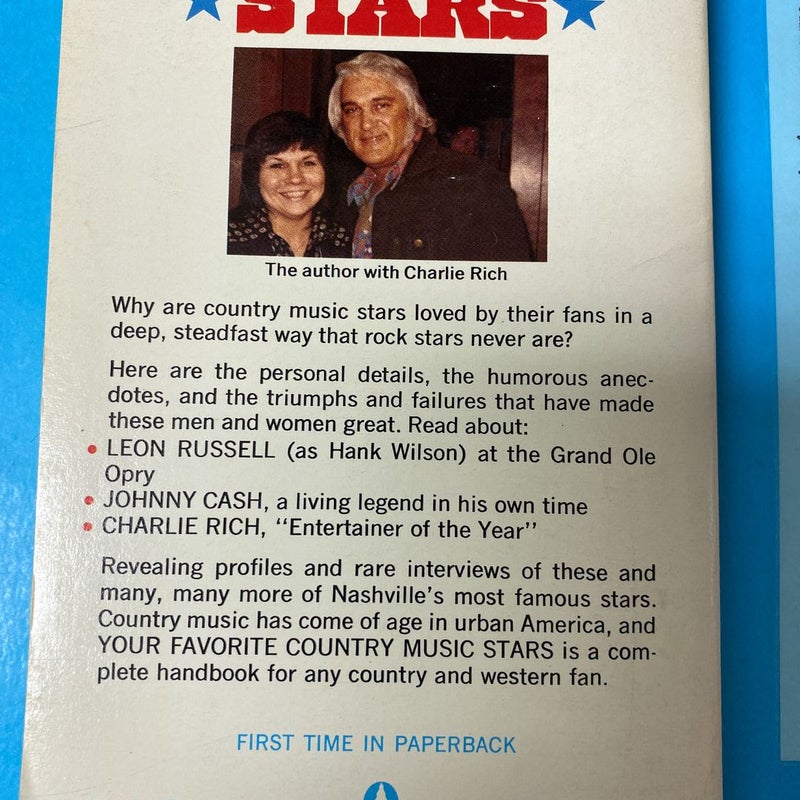 STARS
The author with Charlie Rich
Why are country music stars loved by their fans in a
deep, steadfast way that rock stars never are?
Here are the personal details, the humorous anec-
dotes, and the triumphs and failures that have made
these men and women great. Read about:
• LEON RUSSELL (as Hank Wilson) at the Grand Ole
Opry
• JOHNNY CASH, a living legend in his own time
• CHARLIE RICH, "Entertainer of the Year"
Revealing profiles and rare interviews of these and
many, many more of Nashville's most famous stars.
Country music has come of age in urban America, and
YOUR FAVORITE COUNTRY MUSIC STARS is a com-
plete handbook for any country and western fan.
FIRST TIME IN PAPERBACK